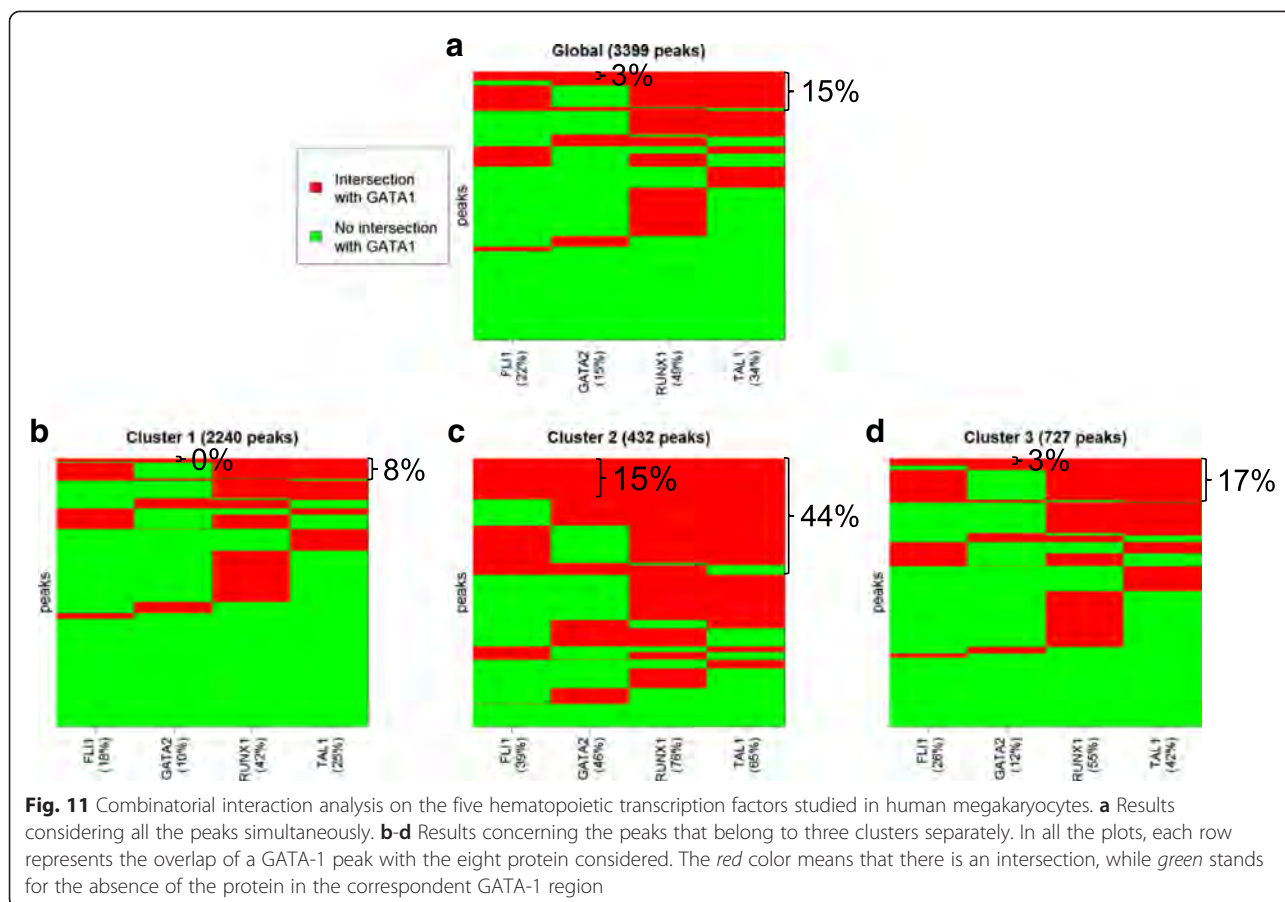 a
Global (3399 peaks)
3%
15%
Intersection
with GATA1
No intersection
with GATA1
peaks
FLI1
(22%)
GATA2
(15%)
RUNX1
(49%)
TAL1
(34%)
b
Cluster 1 (2240 peaks)
0%
8%
peaks
FLI1
(18%)
GATA2
(10%)
RUNX1
(42%)
TAL1
(25%)
c
Cluster 2 (432 peaks)
15%
44%
peaks
FLI1
(39%)
GATA2
(46%)
RUNX1
(76%)
TAL1
(65%)
d
Cluster 3 (727 peaks)
3%
17%
peaks
FLI1
(26%)
GATA2
(12%)
RUNX1
(55%)
TAL1
(42%)
Fig. 11 Combinatorial interaction analysis on the five hematopoietic transcription factors studied in human megakaryocytes. a Results
considering all the peaks simultaneously. b-d Results concerning the peaks that belong to three clusters separately. In all the plots, each row
represents the overlap of a GATA-1 peak with the eight protein considered. The red color means that there is an intersection, while green stands
for the absence of the protein in the correspondent GATA-1 region